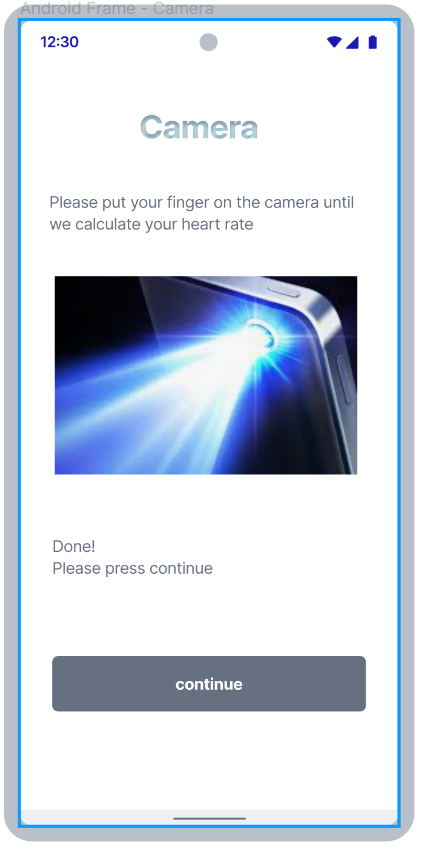 Android Frame - Camera
12:30
Camera
Please put your finger on the camera until
we calculate your heart rate
Done!
Please press continue
continue